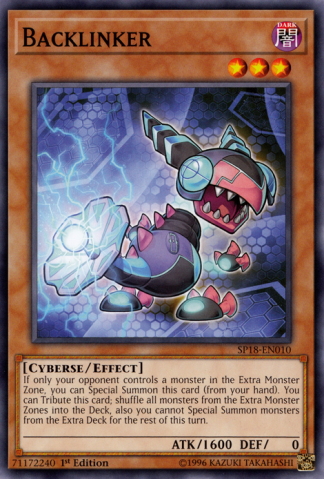 BACKLINKER
DARK
闇
SP18-EN010
[CYBERSE/EFFECT]
If only your opponent controls a monster in the Extra Monster
Zone, you can Special Summon this card (from your hand). You
can Tribute this card; shuffle all monsters from the Extra Monster
Zones into the Deck, also you cannot Special Summon monsters
from the Extra Deck for the rest of this turn.
ATK/1600 DEF/ 0
71172240 1st Edition ©1996 KAZUKI TAKAHASHI